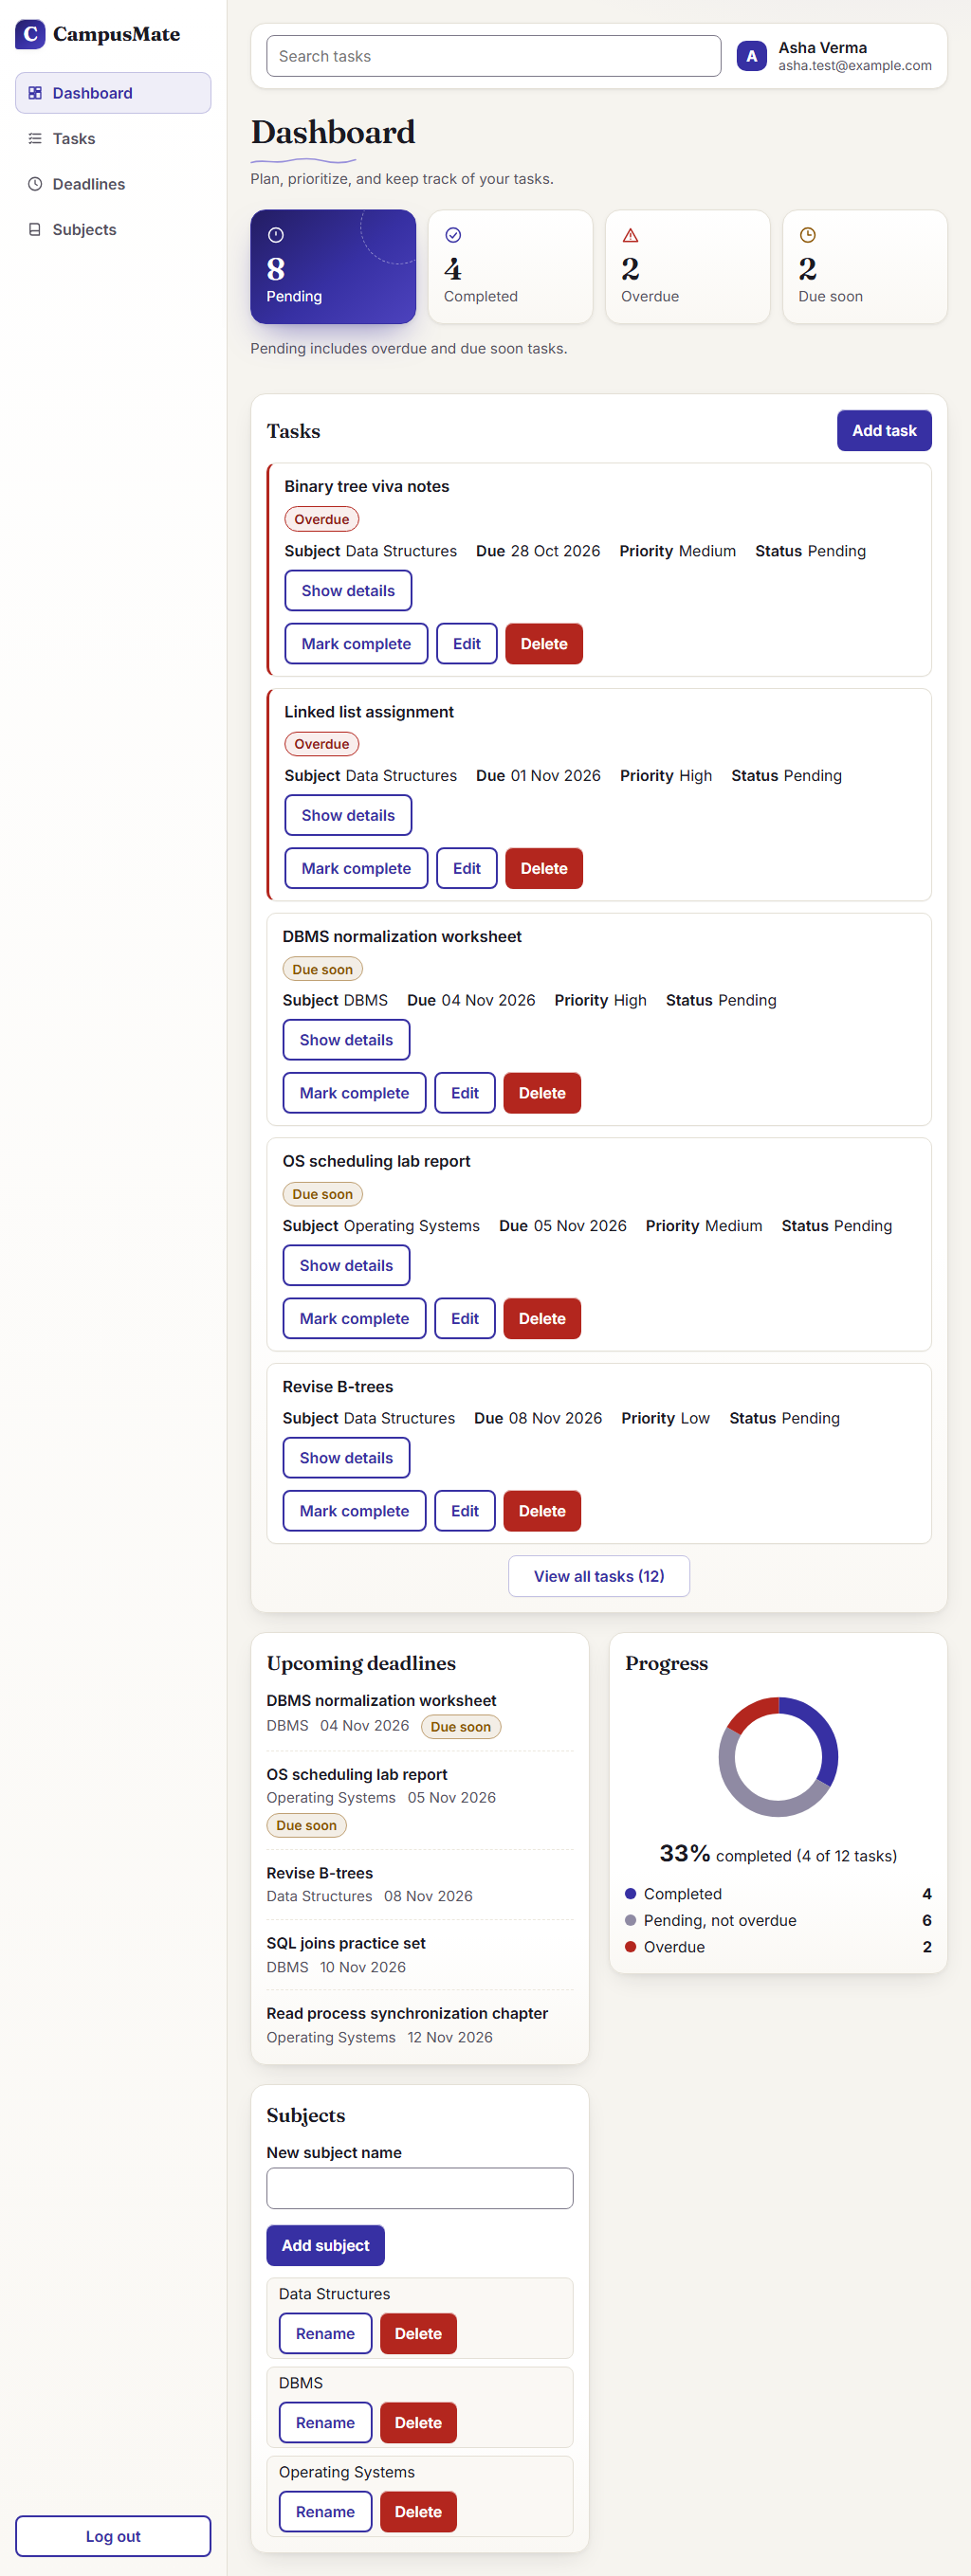 C CampusMate
Dashboard
Tasks
Deadlines
Subjects
Log out
Search tasks
A
Asha Verma
asha.test@example.com
Dashboard
Plan, prioritize, and keep track of your tasks.
8
Pending
4
Completed
2
Overdue
2
Due soon
Pending includes overdue and due soon tasks.
Tasks
Add task
Binary tree viva notes
Overdue
Subject Data Structures Due 28 Oct 2026 Priority Medium Status Pending
Show details
Mark complete Edit Delete
Linked list assignment
Overdue
Subject Data Structures Due 01 Nov 2026 Priority High Status Pending
Show details
Mark complete Edit Delete
DBMS normalization worksheet
Due soon
Subject DBMS Due 04 Nov 2026 Priority High Status Pending
Show details
Mark complete Edit Delete
OS scheduling lab report
Due soon
Subject Operating Systems Due 05 Nov 2026 Priority Medium Status Pending
Show details
Mark complete Edit Delete
Revise B-trees
Subject Data Structures Due 08 Nov 2026 Priority Low Status Pending
Show details
Mark complete Edit Delete
View all tasks (12)
Upcoming deadlines
DBMS normalization worksheet
DBMS 04 Nov 2026 Due soon
OS scheduling lab report
Operating Systems 05 Nov 2026
Due soon
Revise B-trees
Data Structures 08 Nov 2026
SQL joins practice set
DBMS 10 Nov 2026
Read process synchronization chapter
Operating Systems 12 Nov 2026
Progress
33% completed (4 of 12 tasks)
Completed 4
Pending, not overdue 6
Overdue 2
Subjects
New subject name
Add subject
Data Structures
Rename Delete
DBMS
Rename Delete
Operating Systems
Rename Delete